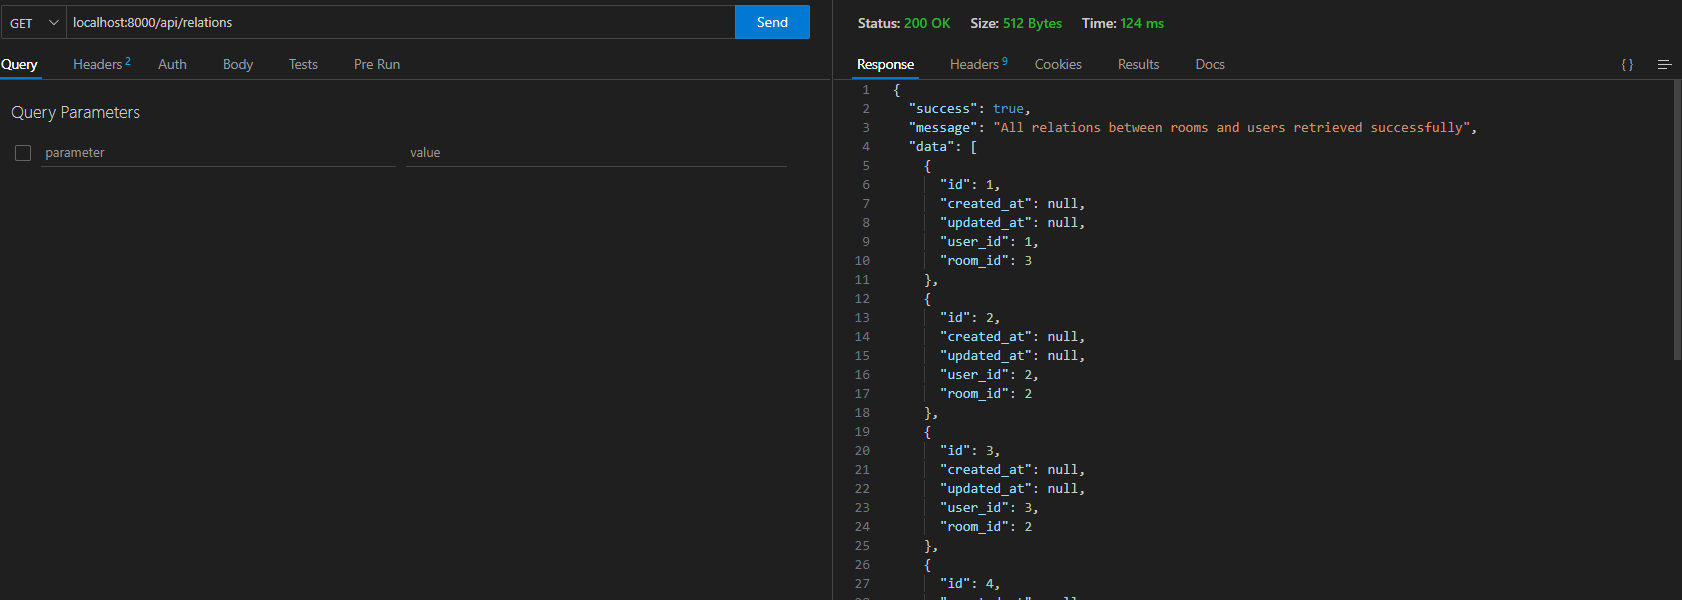 GET localhost:8000/api/relations Send
Query Headers 2 Auth Body Tests Pre Run
Query Parameters
parameter value
Status: 200 OK Size: 512 Bytes Time: 124 ms
Response Headers 9 Cookies Results Docs { }
1 {
2 "success": true,
3 "message": "All relations between rooms and users retrieved successfully",
4 "data": [
5 {
6 "id": 1,
7 "created_at": null,
8 "updated_at": null,
9 "user_id": 1,
10 "room_id": 3
11 },
12 {
13 "id": 2,
14 "created_at": null,
15 "updated_at": null,
16 "user_id": 2,
17 "room_id": 2
18 },
19 {
20 "id": 3,
21 "created_at": null,
22 "updated_at": null,
23 "user_id": 3,
24 "room_id": 2
25 },
26 {
27 "id": 4,